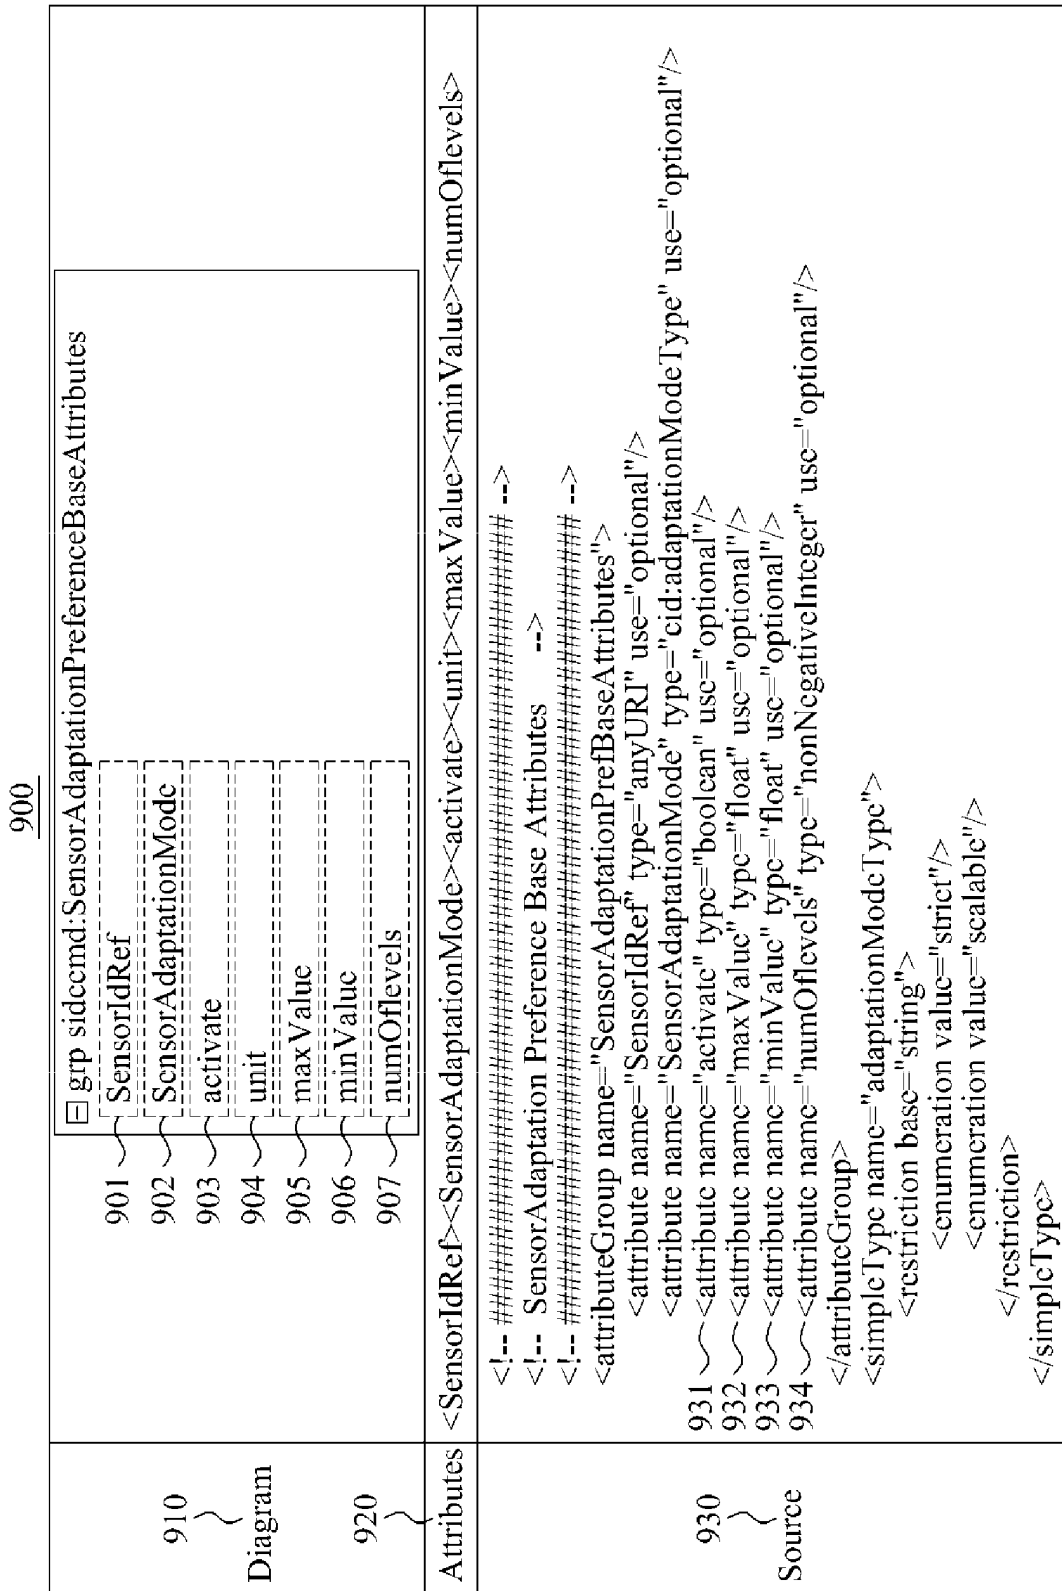 900
910
Diagram
⊟ grp sidcmd:SensorAdaptationPreferenceBaseAttributes
901 SensorIdRef
902 SensorAdaptationMode
903 activate
904 unit
905 maxValue
906 minValue
907 numOflevels
920
Attributes <SensorIdRef><SensorAdaptationMode><activate><unit><maxValue><minValue><numOflevels>
930
Source
<!-- ################################ -->
<!-- SensorAdaptation Preference Base Attributes -->
<!-- ################################ -->
<attributeGroup name="SensorAdaptationPrefBaseAttributes">
<attribute name="SensorIdRef" type="anyURI" use="optional"/>
<attribute name="SensorAdaptationMode" type="cid:adaptationModeType" use="optional"/>
931 <attribute name="activate" type="boolean" use="optional"/>
932 <attribute name="maxValue" type="float" use="optional"/>
933 <attribute name="minValue" type="float" use="optional"/>
934 <attribute name="numOflevels" type="nonNegativeInteger" use="optional"/>
</attributeGroup>
<simpleType name="adaptationModeType">
<restriction base="string">
<enumeration value="strict"/>
<enumeration value="scalable"/>
</restriction>
</simpleType>